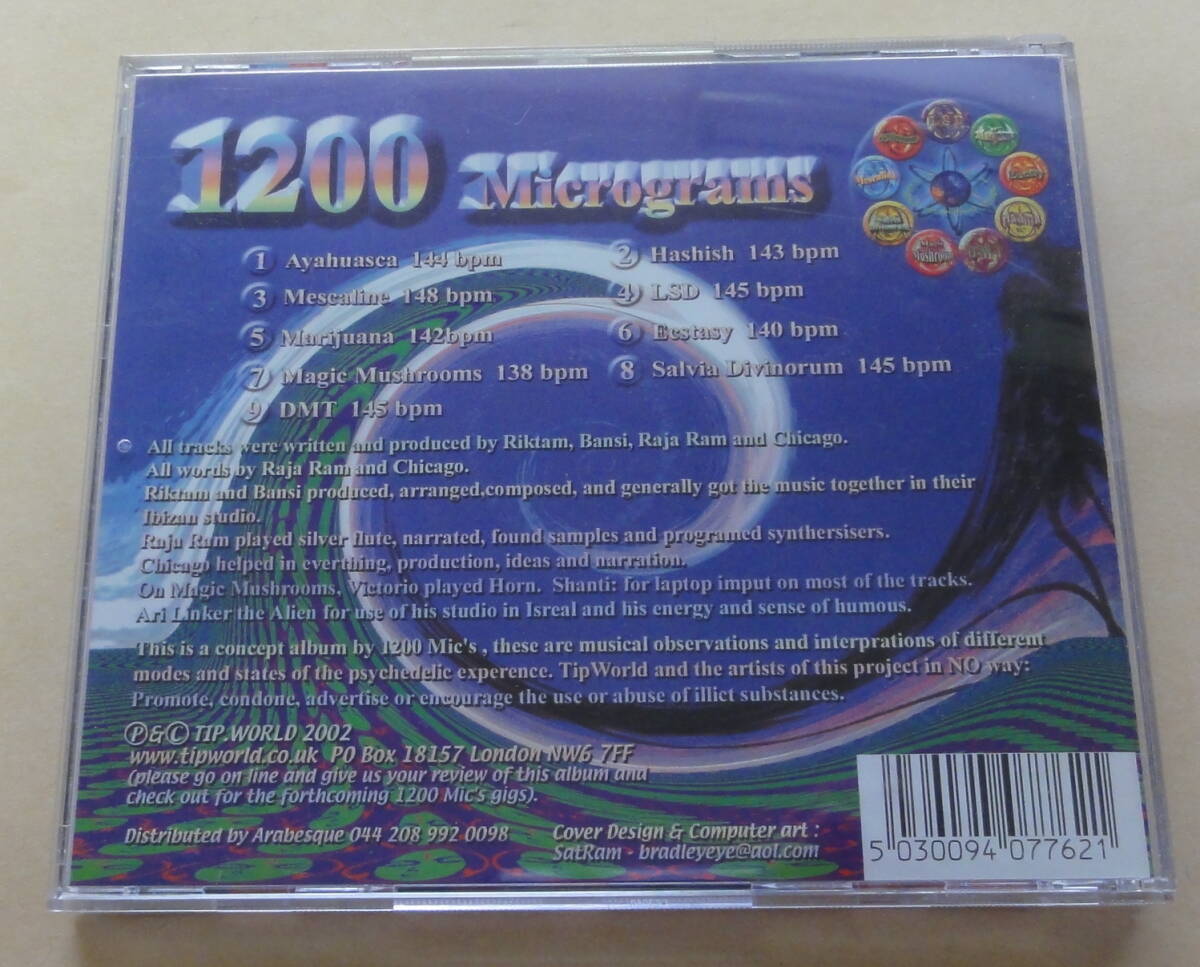 1200 Micrograms
1 Ayahuasca 144 bpm
2 Hashish 143 bpm
3 Mescaline 148 bpm
4 LSD 145 bpm
5 Marijuana 142bpm
6 Ecstasy 140 bpm
7 Magic Mushrooms 138 bpm
8 Salvia Divinorum 145 bpm
9 DMT 145 bpm
All tracks were written and produced by Riktam, Bansi, Raja Ram and Chicago.
All words by Raja Ram and Chicago.
Riktam and Bansi produced, arranged,composed, and generally got the music together in their
Ibizan studio.
Raja Ram played silver flute, narrated, found samples and programed synthersisers.
Chicago helped in everthing, production, ideas and narration.
On Magic Mushrooms, Victorio played Horn. Shanti: for laptop imput on most of the tracks.
Ari Linker the Alien for use of his studio in Isreal and his energy and sense of humous.
This is a concept album by 1200 Mic's , these are musical observations and interprations of different
modes and states of the psychedelic experence. TipWorld and the artists of this project in NO way:
Promote, condone, advertise or encourage the use or abuse of illict substances.
℗&© TIP.WORLD 2002
www.tipworld.co.uk PO Box 18157 London NW6 7FF
(please go on line and give us your review of this album and
check out for the forthcoming 1200 Mic's gigs).
Distributed by Arabesque 044 208 992 0098
Cover Design & Computer art :
SatRam - bradleyeye@aol.com
5 030094 077621
Mescaline
Magic
Mushrooms